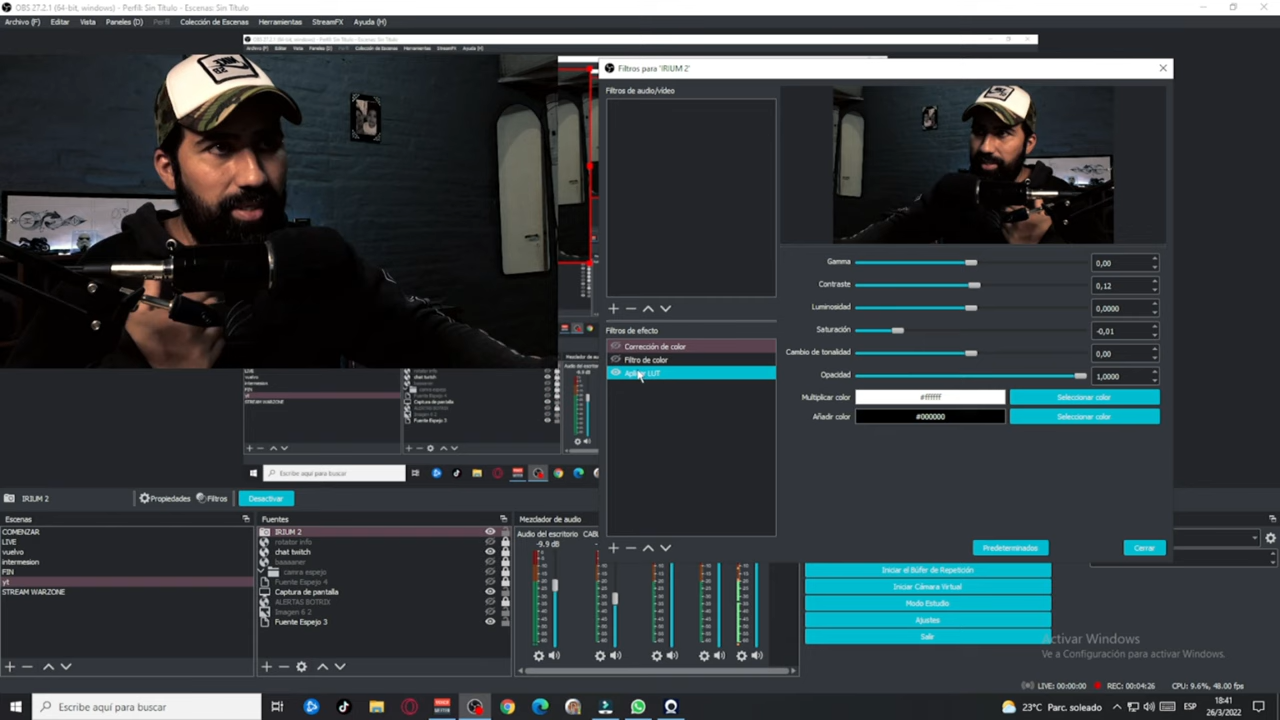 OBS 27.2.1 (64-bit, windows) - Perfil: Sin Título - Escenas: Sin Título
Archivo (F) Editar Vista Paneles (D) Perfil Colección de Escenas Herramientas StreamFX Ayuda (H)
Filtros para 'IRIUM 2'
Filtros de audio/vídeo
Gamma 0,00
Contraste 0,12
Luminosidad 0,0000
Saturación -0,01
Cambio de tonalidad 0,00
Opacidad 1,0000
Multiplicar color #ffffff Seleccionar color
Añadir color #000000 Seleccionar color
Filtros de efecto
Corrección de color
Filtro de color
Aplicar LUT
Predeterminados Cerrar
Escribe aquí para buscar
IRIUM 2 Propiedades Filtros Desactivar
Escenas
COMENZAR
LIVE
vuelvo
intermesion
FIN
yt
STREAM WARZONE
Fuentes
IRIUM 2
rotator info
chat twitch
baaaaner
camra espejo
Fuente Espejo 4
Captura de pantalla
ALERTAS BOTRIX
Imagen 6 2
Fuente Espejo 3
Mezclador de audio
Audio del escritorio
-9.9 dB
Iniciar el Búfer de Repetición
Iniciar Cámara Virtual
Modo Estudio
Ajustes
Salir
Activar Windows
Ve a Configuración para activar Windows.
LIVE: 00:00:00 REC: 00:04:26 CPU: 9.6%, 48.00 fps
Escribe aquí para buscar
23°C Parc. soleado ESP
18:41
26/3/2022